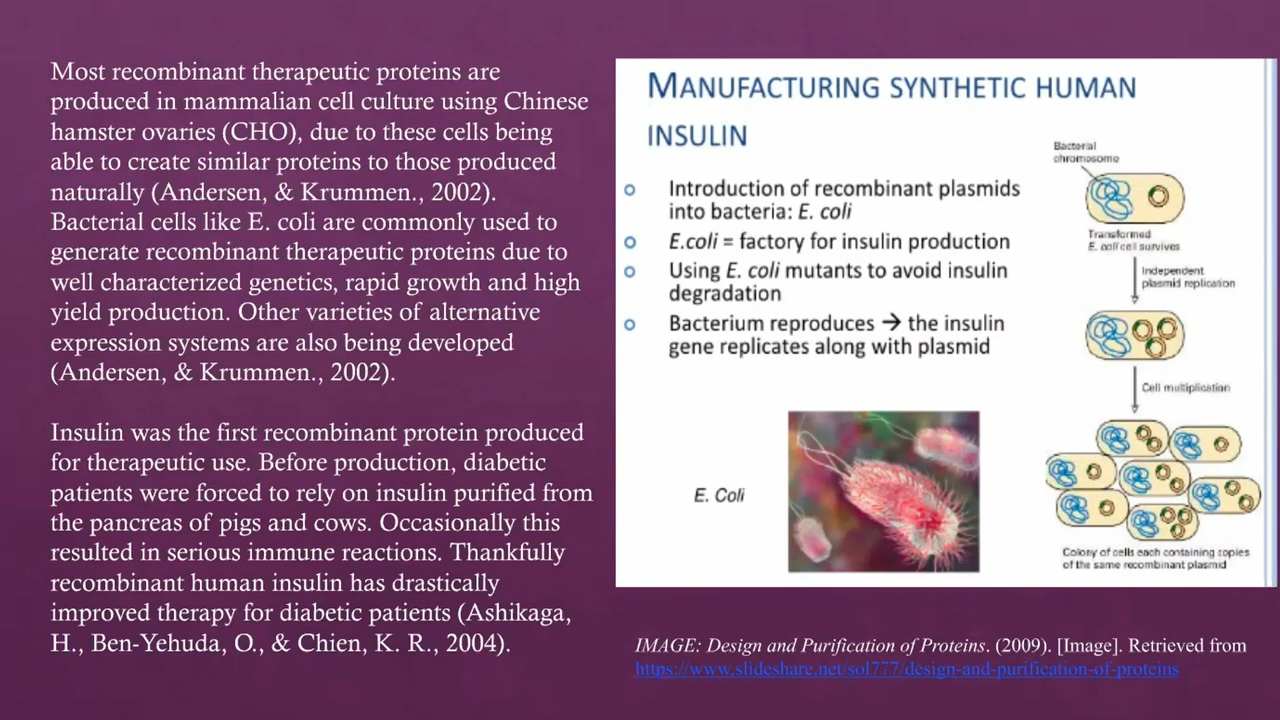 Most recombinant therapeutic proteins are
produced in mammalian cell culture using Chinese
hamster ovaries (CHO), due to these cells being
able to create similar proteins to those produced
naturally (Andersen, & Krummen., 2002).
Bacterial cells like E. coli are commonly used to
generate recombinant therapeutic proteins due to
well characterized genetics, rapid growth and high
yield production. Other varieties of alternative
expression systems are also being developed
(Andersen, & Krummen., 2002).
Insulin was the first recombinant protein produced
for therapeutic use. Before production, diabetic
patients were forced to rely on insulin purified from
the pancreas of pigs and cows. Occasionally this
resulted in serious immune reactions. Thankfully
recombinant human insulin has drastically
improved therapy for diabetic patients (Ashikaga,
H., Ben-Yehuda, O., & Chien, K. R., 2004).
MANUFACTURING SYNTHETIC HUMAN
INSULIN
Introduction of recombinant plasmids
into bacteria: E. coli
E.coli = factory for insulin production
Using E. coli mutants to avoid insulin
degradation
Bacterium reproduces → the insulin
gene replicates along with plasmid
E. Coli
Bacterial
chromosome
Transformed
E. coli cell survives
Independent
plasmid replication
Cell multiplication
Colony of cells each containing copies
of the same recombinant plasmid
IMAGE: Design and Purification of Proteins. (2009). [Image]. Retrieved from
https://www.slideshare.net/sol777/design-and-purification-of-proteins